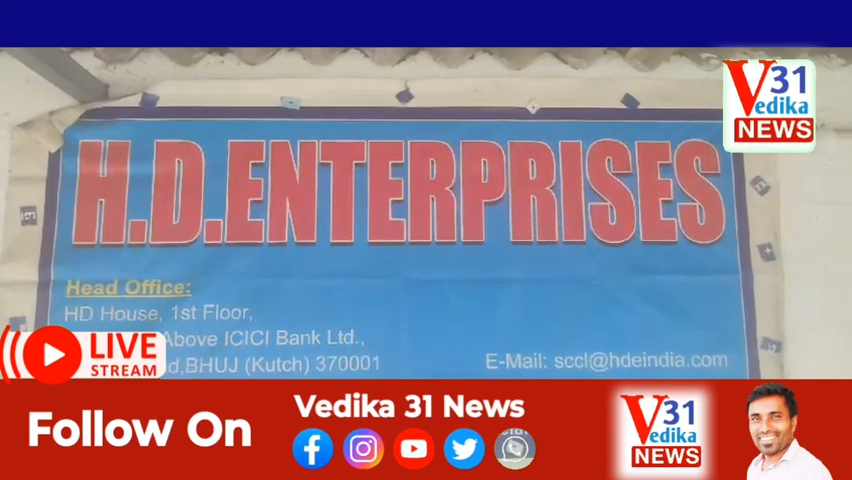 V31
Vedika
NEWS
H.D.ENTERPRISES
Head Office:
HD House, 1st Floor,
Above ICICI Bank Ltd.,
BHUJ (Kutch) 370001
E-Mail: sccl@hdeindia.com
LIVE
STREAM
Follow On
Vedika 31 News
V31
Vedika
NEWS